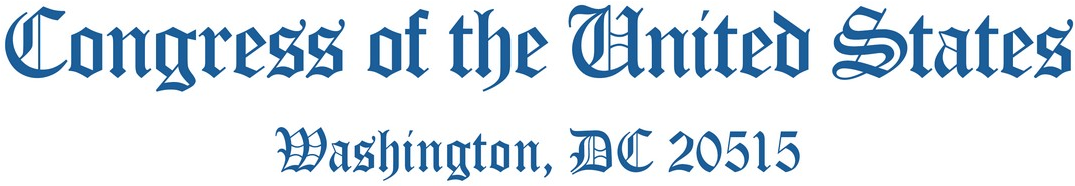 Congress of the United States
Washington, DC 20515